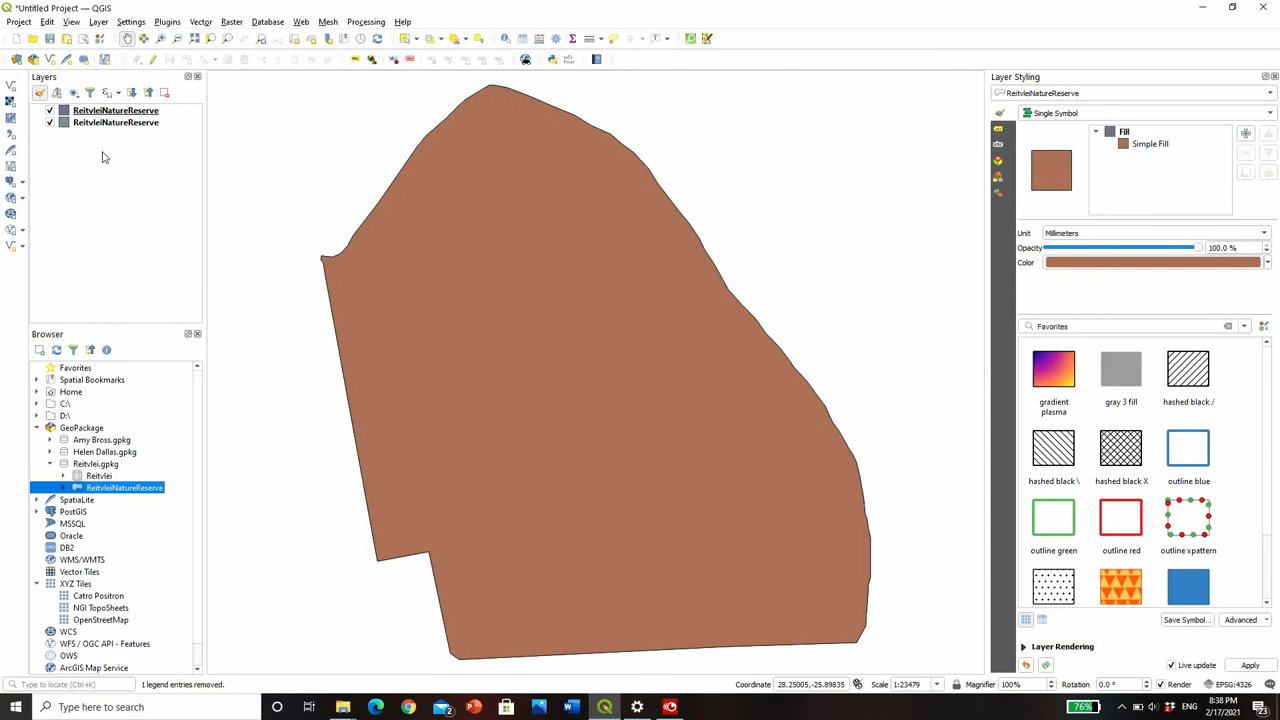 *Untitled Project — QGIS
Project Edit View Layer Settings Plugins Vector Raster Database Web Mesh Processing Help
Layers
ReitvleiNatureReserve
ReitvleiNatureReserve
Browser
Favorites
Spatial Bookmarks
Home
C:\
D:\
GeoPackage
Amy Bross.gpkg
Helen Dallas.gpkg
Reitvlei.gpkg
Reitvlei
ReitvleiNatureReserve
SpatiaLite
PostGIS
MSSQL
Oracle
DB2
WMS/WMTS
Vector Tiles
XYZ Tiles
Catro Positron
NGI TopoSheets
OpenStreetMap
WCS
WFS / OGC API - Features
OWS
ArcGIS Map Service
Layer Styling
ReitvleiNatureReserve
Single Symbol
Fill
Simple Fill
Unit Millimeters
Opacity 100.0 %
Color
Favorites
gradient plasma
gray 3 fill
hashed black /
hashed black \
hashed black X
outline blue
outline green
outline red
outline xpattern
Save Symbol... Advanced
Layer Rendering
Live update Apply
Type to locate (Ctrl+K) 1 legend entries removed. Coordinate 28.25005,-25.89835 Scale 1:23479 Magnifier 100% Rotation 0.0 ° Render EPSG:4326
Type here to search
76%
8:38 PM
2/17/2021
23